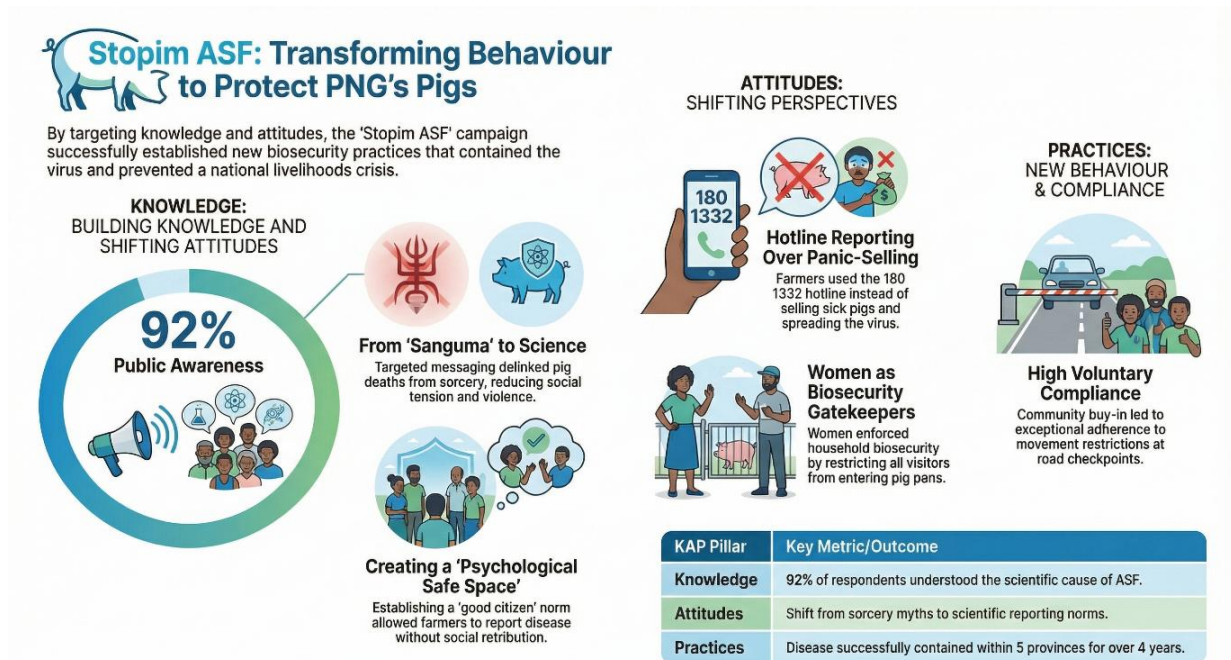 Stopim ASF: Transforming Behaviour
to Protect PNG's Pigs
By targeting knowledge and attitudes, the 'Stopim ASF' campaign
successfully established new biosecurity practices that contained the
virus and prevented a national livelihoods crisis.
KNOWLEDGE:
BUILDING KNOWLEDGE AND
SHIFTING ATTITUDES
92%
Public Awareness
From 'Sanguma' to Science
Targeted messaging delinked pig
deaths from sorcery, reducing social
tension and violence.
Creating a 'Psychological
Safe Space'
Establishing a 'good citizen' norm
allowed farmers to report disease
without social retribution.
ATTITUDES:
SHIFTING PERSPECTIVES
180
1332
$
Hotline Reporting
Over Panic-Selling
Farmers used the 180
1332 hotline instead of
selling sick pigs and
spreading the virus.
Women as
Biosecurity
Gatekeepers
Women enforced
household biosecurity
by restricting all visitors
from entering pig pans.
PRACTICES:
NEW BEHAVIOUR
& COMPLIANCE
High Voluntary
Compliance
Community buy-in led to
exceptional adherence to
movement restrictions at
road checkpoints.
KAP Pillar Key Metric/Outcome
Knowledge 92% of respondents understood the scientific cause of ASF.
Attitudes Shift from sorcery myths to scientific reporting norms.
Practices Disease successfully contained within 5 provinces for over 4 years.